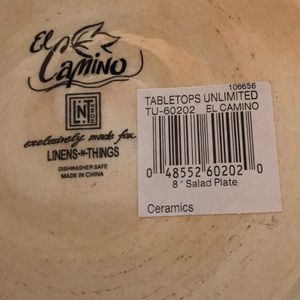 El
Camino
LNT
exclusively made for
LINENS-N-THINGS
DISHWASHER SAFE
MADE IN CHINA
106656
TABLETOPS UNLIMITED
TU-60202 EL CAMINO
0 48552 60202 0
8" Salad Plate
Ceramics